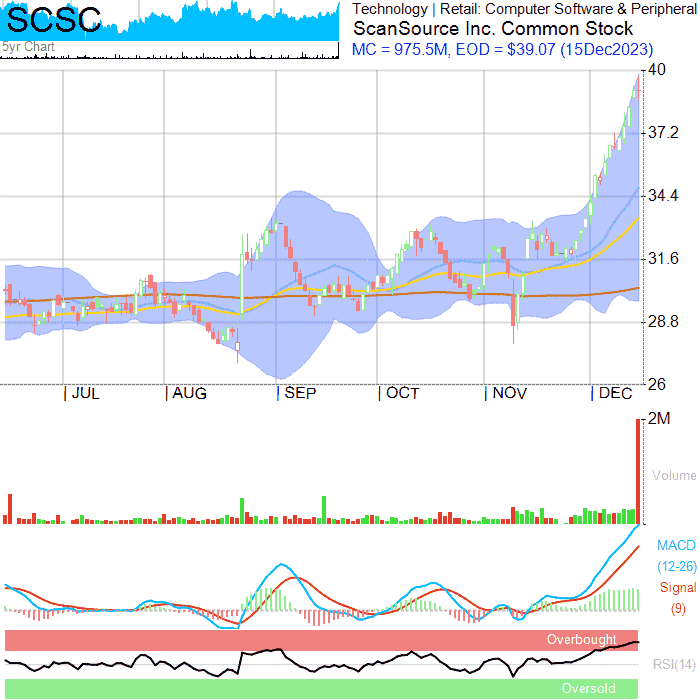 SCSC
5yr Chart
Technology | Retail: Computer Software & Peripheral
ScanSource Inc. Common Stock
MC = 975.5M, EOD = $39.07 (15Dec2023)
40
37.2
34.4
31.6
28.8
26
JUL
AUG
SEP
OCT
NOV
DEC
2M
Volume
MACD
(12-26)
Signal
(9)
Overbought
RSI(14)
Oversold